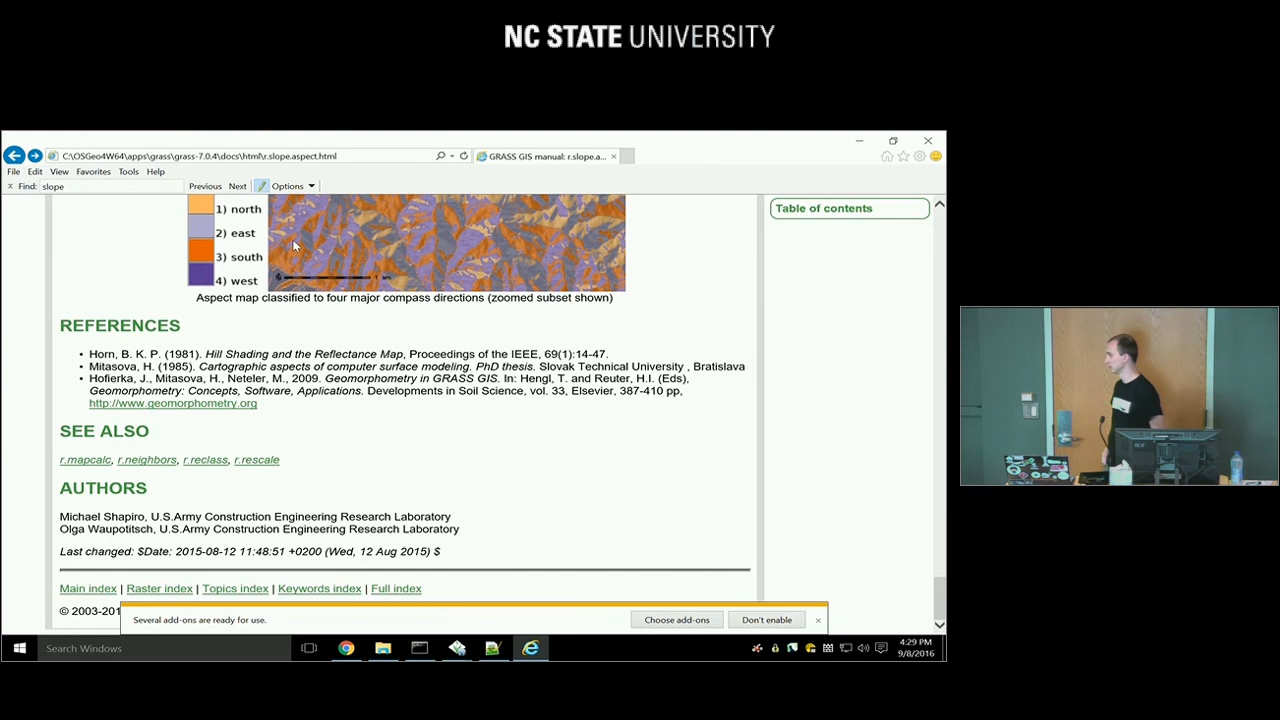 NC STATE UNIVERSITY
C:\OSGeo4W64\apps\grass\grass-7.0.4\docs\html\r.slope.aspect.html
GRASS GIS manual: r.slope.a...
File Edit View Favorites Tools Help
Find: slope Previous Next Options
1) north
2) east
3) south
4) west
Aspect map classified to four major compass directions (zoomed subset shown)
Table of contents
REFERENCES
• Horn, B. K. P. (1981). Hill Shading and the Reflectance Map, Proceedings of the IEEE, 69(1):14-47.
• Mitasova, H. (1985). Cartographic aspects of computer surface modeling. PhD thesis. Slovak Technical University , Bratislava
• Hofierka, J., Mitasova, H., Neteler, M., 2009. Geomorphometry in GRASS GIS. In: Hengl, T. and Reuter, H.I. (Eds),
Geomorphometry: Concepts, Software, Applications. Developments in Soil Science, vol. 33, Elsevier, 387-410 pp,
http://www.geomorphometry.org
SEE ALSO
r.mapcalc, r.neighbors, r.reclass, r.rescale
AUTHORS
Michael Shapiro, U.S.Army Construction Engineering Research Laboratory
Olga Waupotitsch, U.S.Army Construction Engineering Research Laboratory
Last changed: $Date: 2015-08-12 11:48:51 +0200 (Wed, 12 Aug 2015) $
Main index | Raster index | Topics index | Keywords index | Full index
© 2003-201
Several add-ons are ready for use. Choose add-ons Don't enable
Search Windows
4:29 PM
9/8/2016